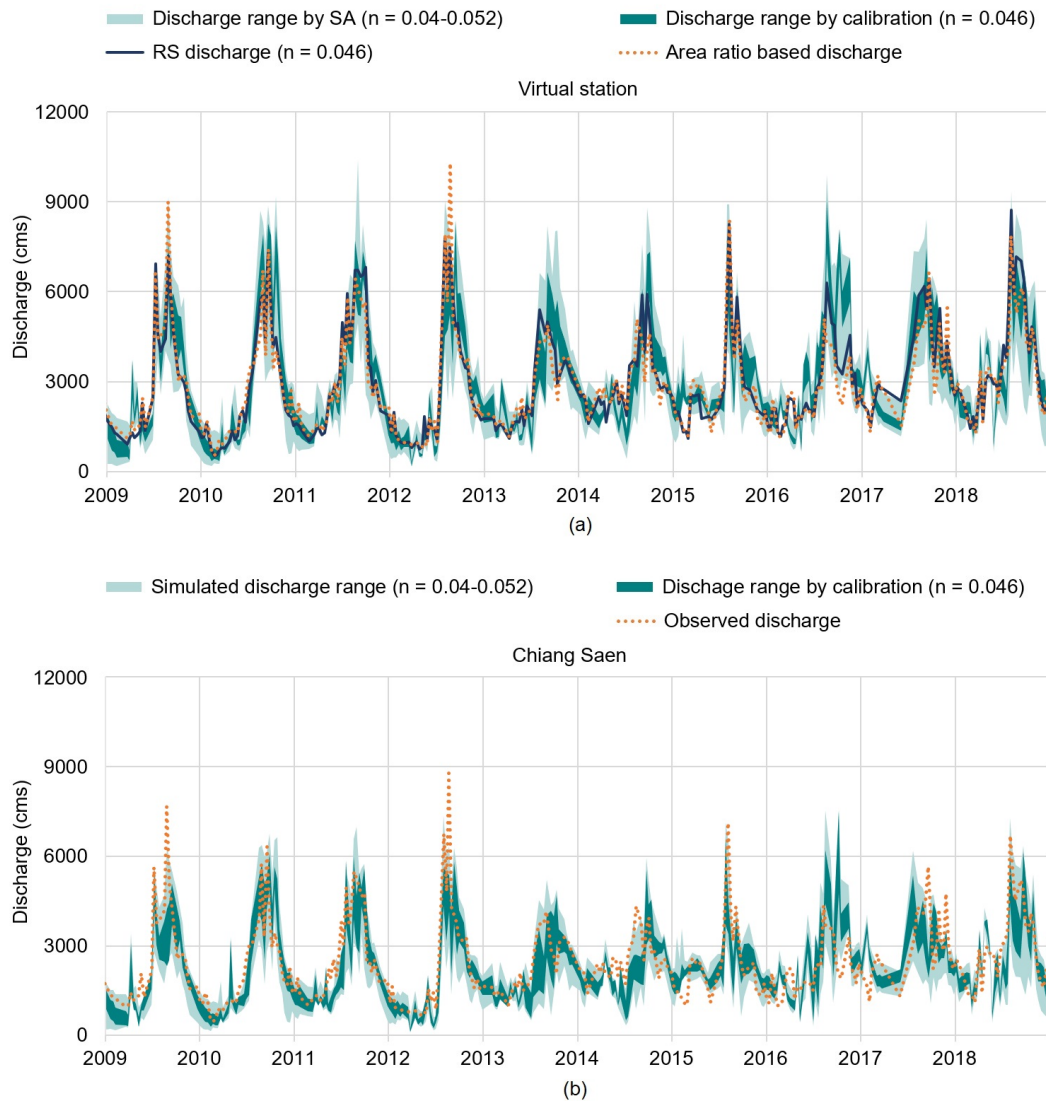 Discharge range by SA (n = 0.04-0.052) Discharge range by calibration (n = 0.046)
RS discharge (n = 0.046) Area ratio based discharge
Virtual station
12000
9000
6000
3000
0
Discharge (cms)
2009 2010 2011 2012 2013 2014 2015 2016 2017 2018
(a)
Simulated discharge range (n = 0.04-0.052) Dischage range by calibration (n = 0.046)
Observed discharge
Chiang Saen
12000
9000
6000
3000
0
Discharge (cms)
2009 2010 2011 2012 2013 2014 2015 2016 2017 2018
(b)